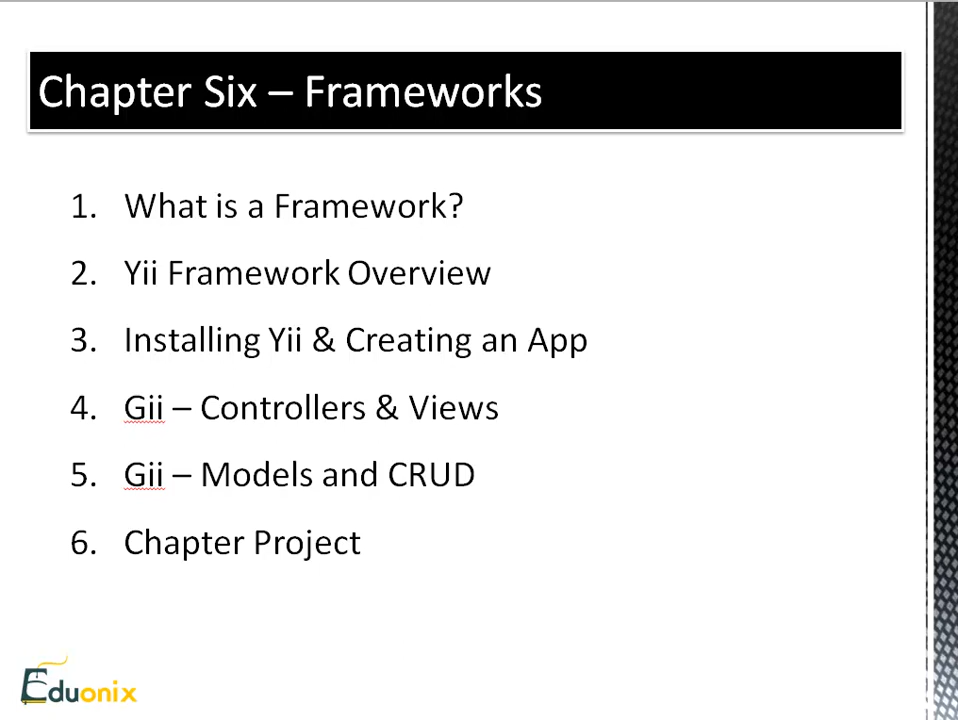 Chapter Six – Frameworks
1. What is a Framework?
2. Yii Framework Overview
3. Installing Yii & Creating an App
4. Gii – Controllers & Views
5. Gii – Models and CRUD
6. Chapter Project
Eduonix